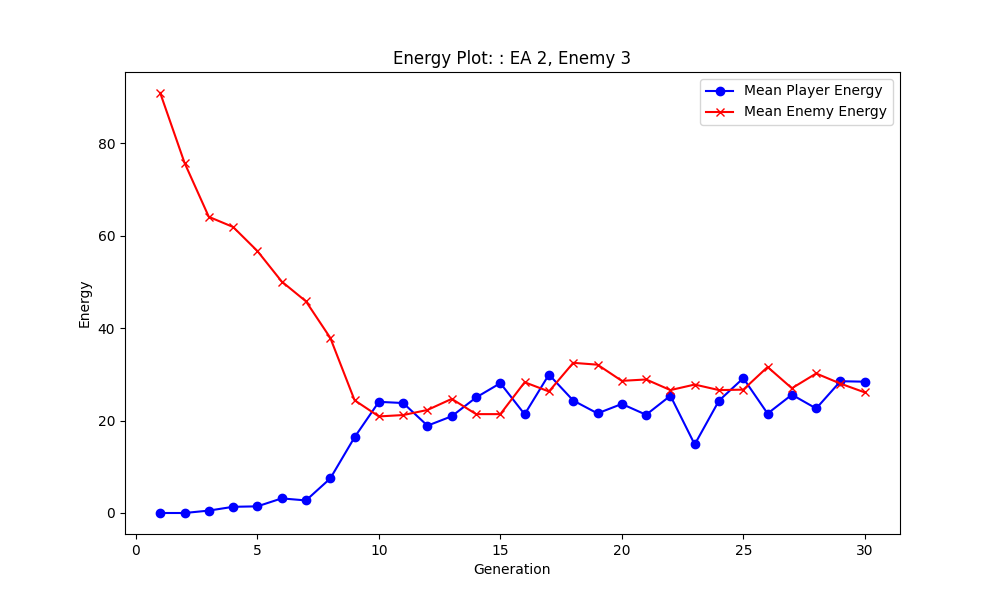 Energy Plot: : EA 2, Enemy 3
Mean Player Energy
Mean Enemy Energy
80
60
40
20
0
Energy
0 5 10 15 20 25 30
Generation